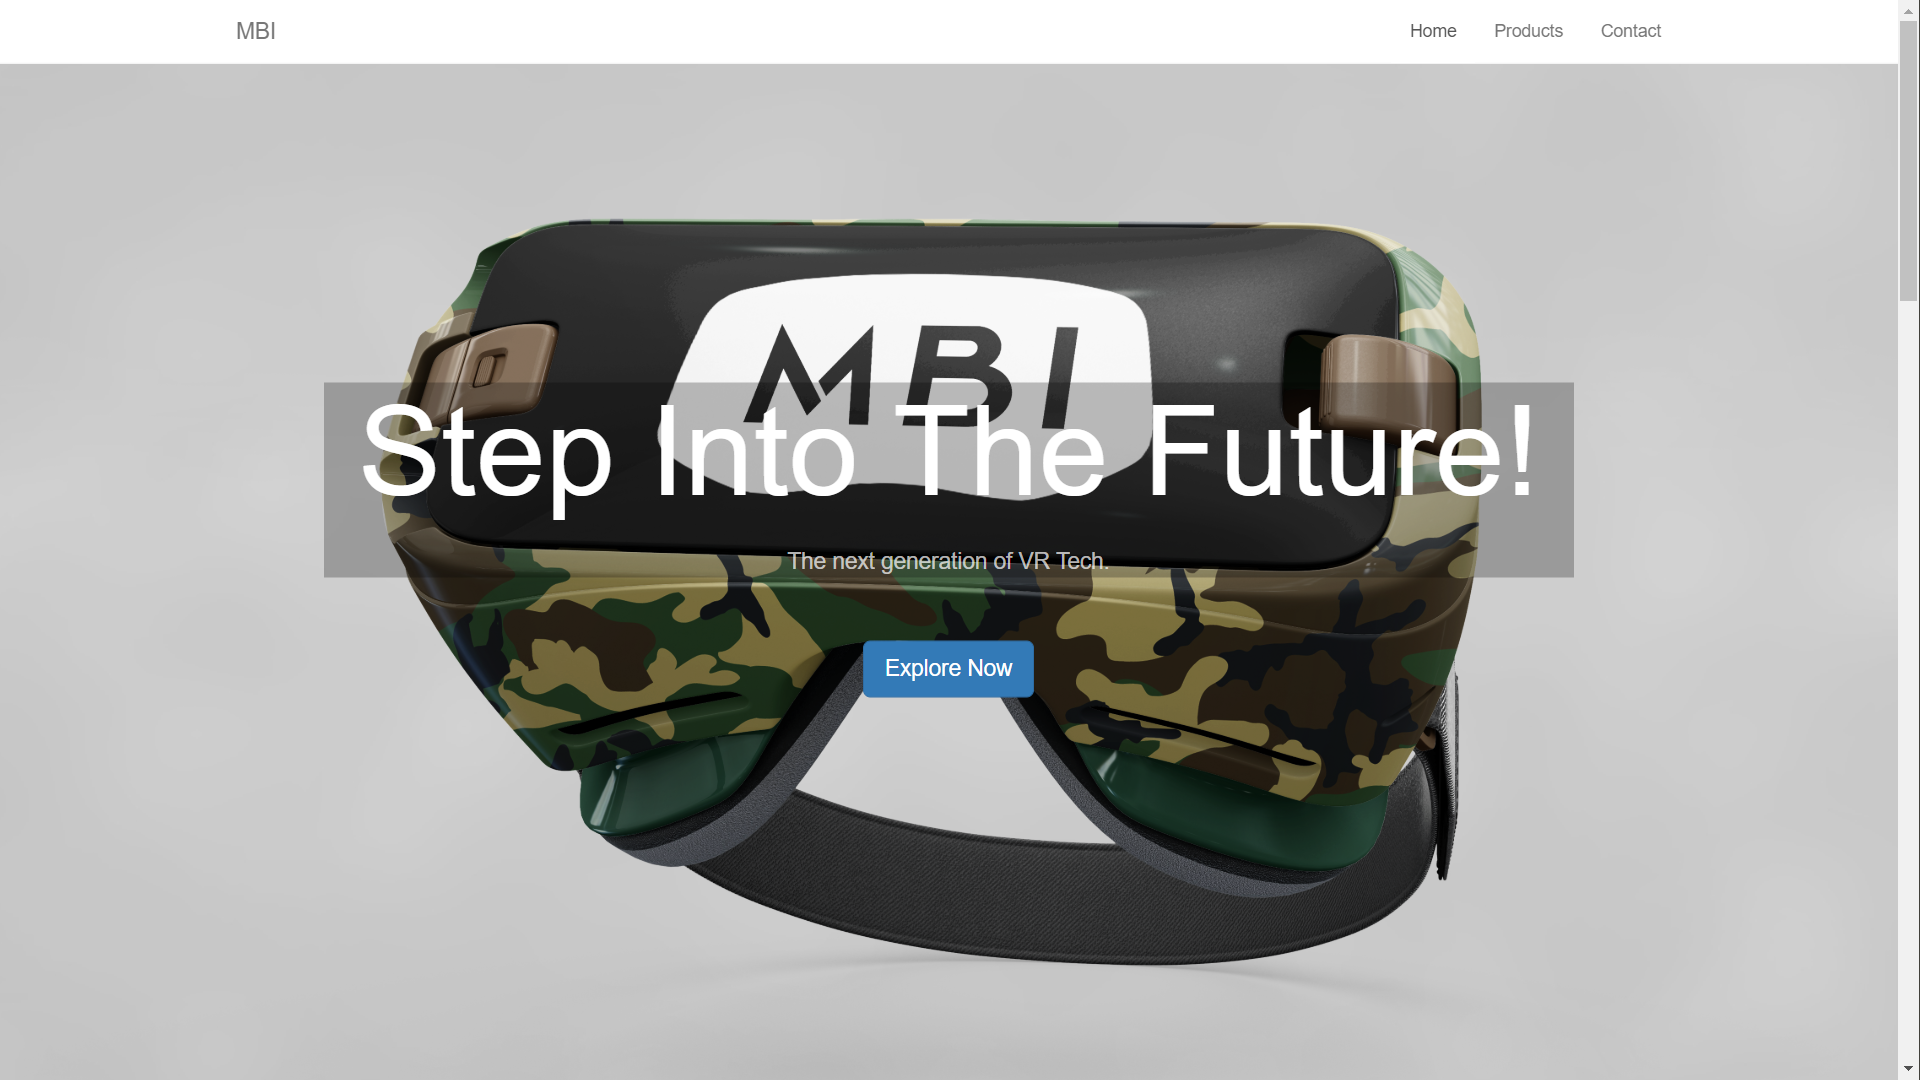 MBI
Home
Products
Contact
MBI
Step Into The Future!
The next generation of VR Tech.
Explore Now